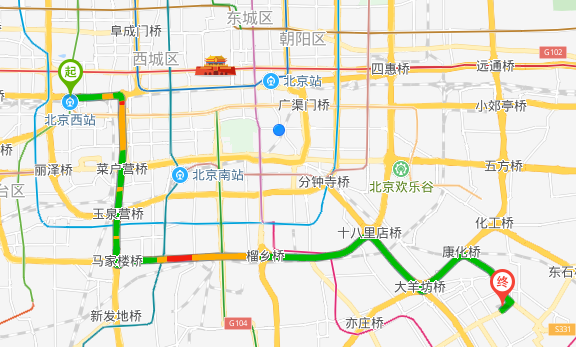 东城区
阜成门桥
朝阳区
西城区
G102
起
四惠桥
远通桥
北京站
广渠门桥
小郊亭桥
北京西站
丽泽桥
菜户营桥
五方桥
北京南站
分钟寺桥
北京欢乐谷
台区
玉泉营桥
化工桥
十八里店桥
马家楼桥
榴乡桥
康化桥
东石
终
大羊坊桥
新发地桥
G104
亦庄桥
S331